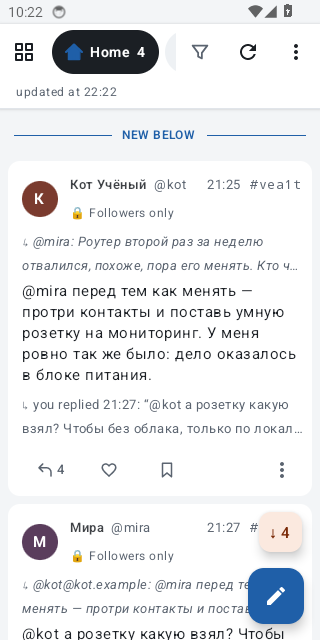 10:22
Home 4
updated at 22:22
NEW BELOW
K
Кот Учёный @kot 21:25 #vea1t
🔒 Followers only
↳ @mira: Роутер второй раз за неделю
отвалился, похоже, пора его менять. Кто ч…
@mira перед тем как менять —
протри контакты и поставь умную
розетку на мониторинг. У меня
ровно так же было: дело оказалось
в блоке питания.
↳ you replied 21:27: “@kot а розетку какую
взял? Чтобы без облака, только по локал…
4
М
Мира @mira 21:27 #
🔒 Followers only
↓ 4
↳ @kot@kot.example: @mira перед те
менять — протри контакты и постав
@kot а розетку какую взял? Чтобы